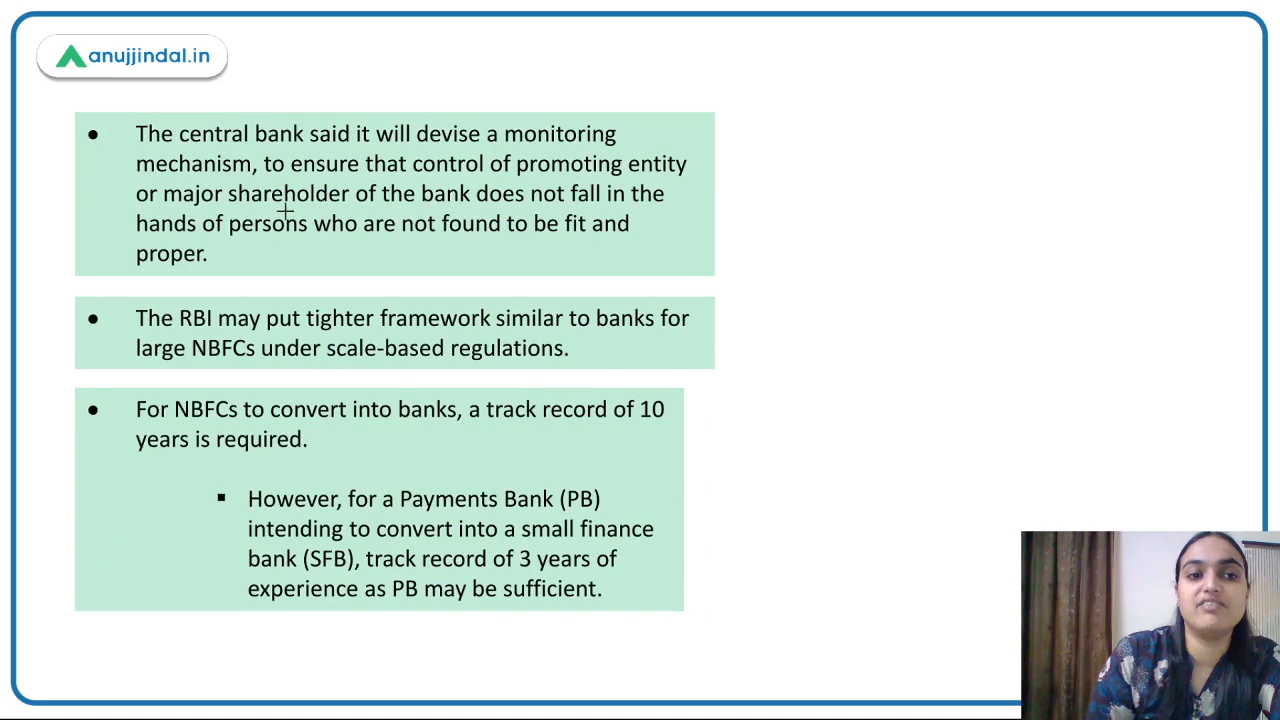 anujjindal.in
● The central bank said it will devise a monitoring
mechanism, to ensure that control of promoting entity
or major shareholder of the bank does not fall in the
hands of persons who are not found to be fit and
proper.
● The RBI may put tighter framework similar to banks for
large NBFCs under scale-based regulations.
● For NBFCs to convert into banks, a track record of 10
years is required.
▪ However, for a Payments Bank (PB)
intending to convert into a small finance
bank (SFB), track record of 3 years of
experience as PB may be sufficient.